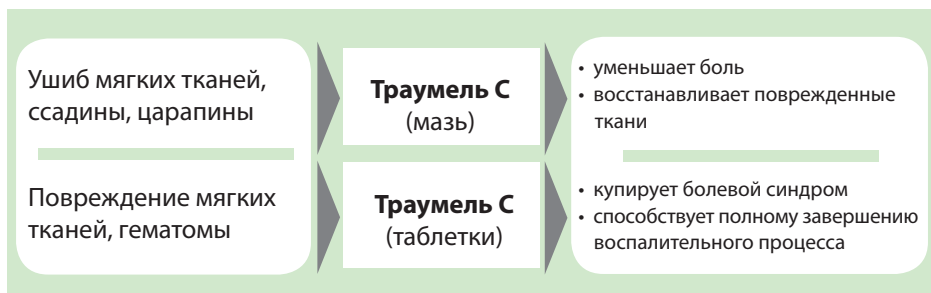 Ушиб мягких тканей,
ссадины, царапины
Траумель С
(мазь)
• уменьшает боль
• восстанавливает поврежденные
ткани
Повреждение мягких
тканей, гематомы
Траумель С
(таблетки)
• купирует болевой синдром
• способствует полному завершению
воспалительного процесса